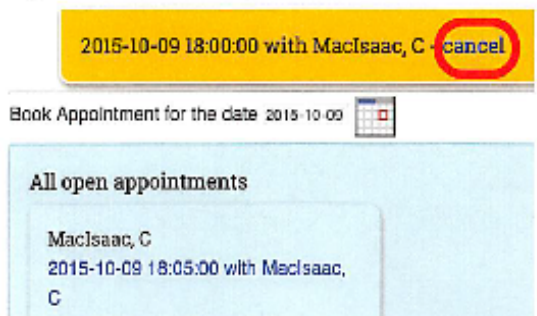 2015-10-09 18:00:00 with MacIsaac, C - cancel
Book Appointment for the date 2015-10-09
All open appointments
MacIsaac, C
2015-10-09 18:05:00 with MacIsaac,
C